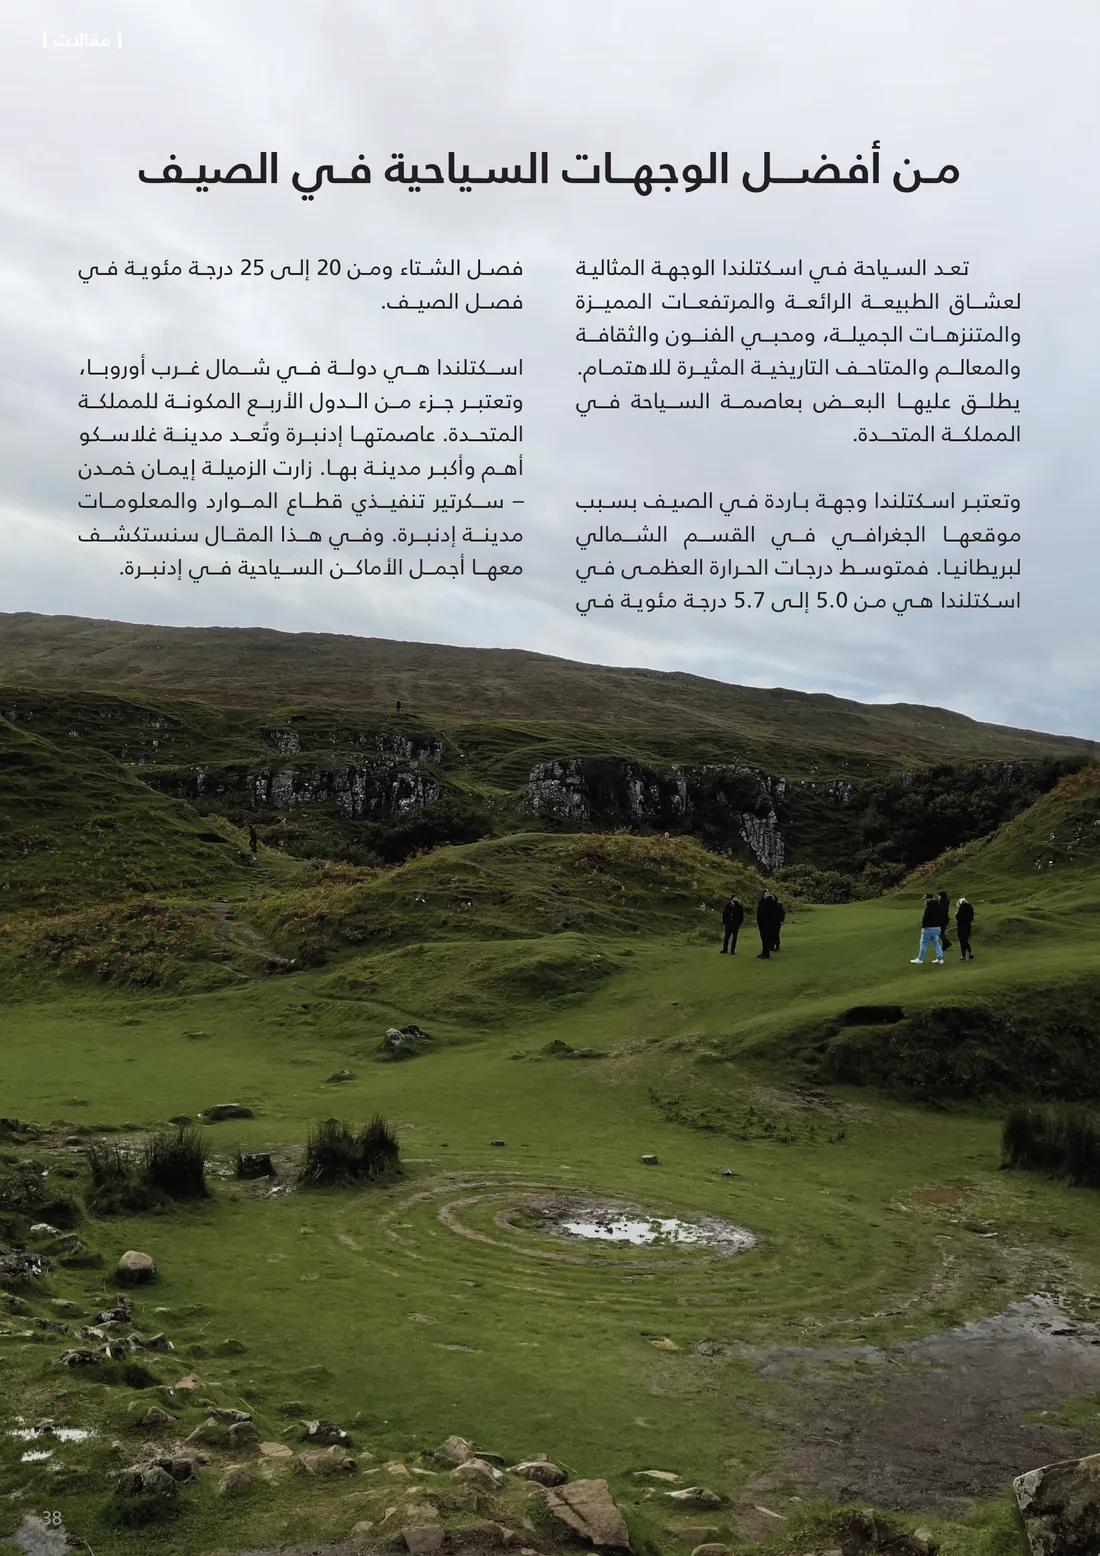 [ مقالات ]
من أفضل الوجهات السياحية في الصيف
تعد السياحة في اسكتلندا الوجهة المثالية
لعشاق الطبيعة الرائعة والمرتفعات المميزة
والمتنزهات الجميلة، ومحبي الفنون والثقافة
والمعالم والمتاحف التاريخية المثيرة للاهتمام.
يطلق عليها البعض بعاصمة السياحة في
المملكة المتحدة.
وتعتبر اسكتلندا وجهة باردة في الصيف بسبب
موقعها الجغرافي في القسم الشمالي
لبريطانيا. فمتوسط درجات الحرارة العظمى في
اسكتلندا هي من 5.0 إلى 5.7 درجة مئوية في
فصل الشتاء ومن 20 إلى 25 درجة مئوية في
فصل الصيف.
اسكتلندا هي دولة في شمال غرب أوروبا،
وتعتبر جزء من الدول الأربع المكونة للمملكة
المتحدة. عاصمتها إدنبرة وتُعد مدينة غلاسكو
أهم وأكبر مدينة بها. زارت الزميلة إيمان خمدن
– سكرتير تنفيذي قطاع الموارد والمعلومات
مدينة إدنبرة. وفي هذا المقال سنستكشف
معها أجمل الأماكن السياحية في إدنبرة.
38